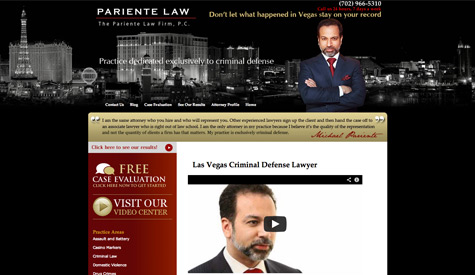 PARIENTE LAW
The Pariente Law Firm, P.C.
(702) 966-5310
Call us 24 hours, 7 days a week
Don't let what happened in Vegas stay on your record
Practice dedicated exclusively to criminal defense
Contact Us Blog Case Evaluation See Our Results Attorney Profile Home
I am the same attorney who you hire and who will represent you. Other experienced lawyers sign up the client and then hand the case off to
an associate lawyer who is right out of law school. I am the only attorney in my practice because I believe it's the quality of the representation
and not the quantity of clients a firm has that matters. My practice is exclusively criminal defense.
Michael Pariente
Click here to see our results!
FREE
CASE EVALUATION
CLICK HERE NOW TO GET STARTED
VISIT OUR
VIDEO CENTER
Practice Areas
Assault and Battery
Casino Markers
Criminal Law
Domestic Violence
Drug Crimes
Las Vegas Criminal Defense Lawyer